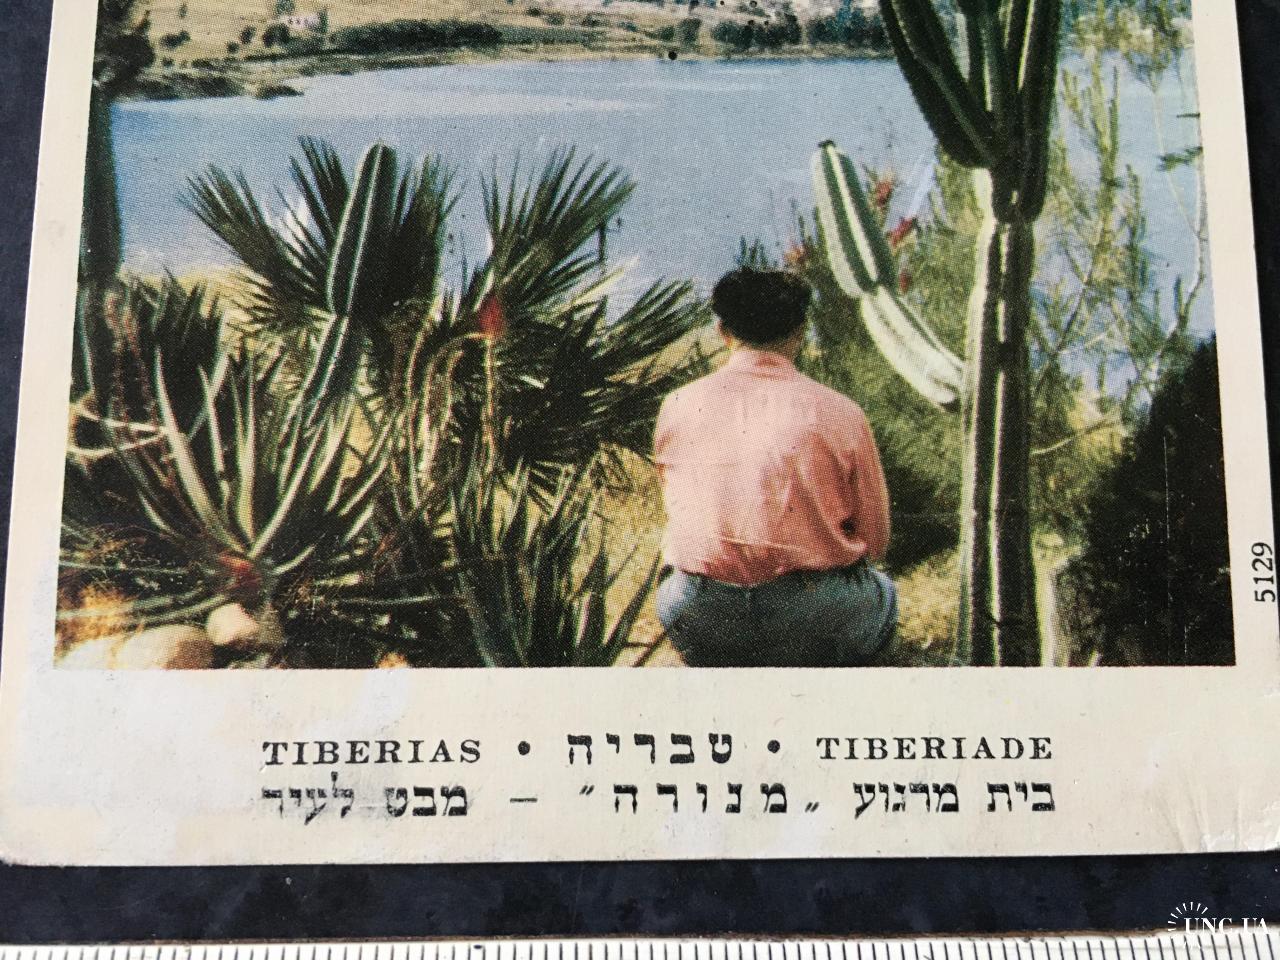 TIBERIAS • טבריה • TIBERIADE
בית מרגוע „מנורה" – מבט לעיר
5129
UNC.UA